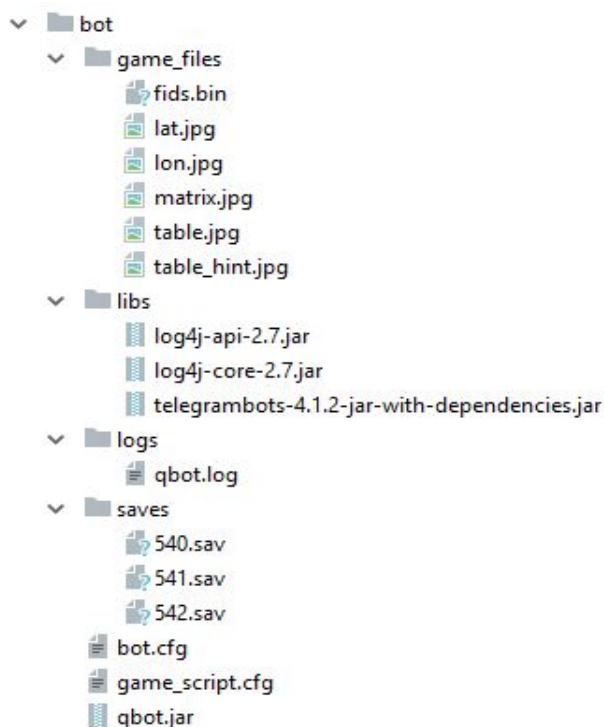 bot
game_files
fids.bin
lat.jpg
lon.jpg
matrix.jpg
table.jpg
table_hint.jpg
libs
log4j-api-2.7.jar
log4j-core-2.7.jar
telegrambots-4.1.2-jar-with-dependencies.jar
logs
qbot.log
saves
540.sav
541.sav
542.sav
bot.cfg
game_script.cfg
qbot.jar